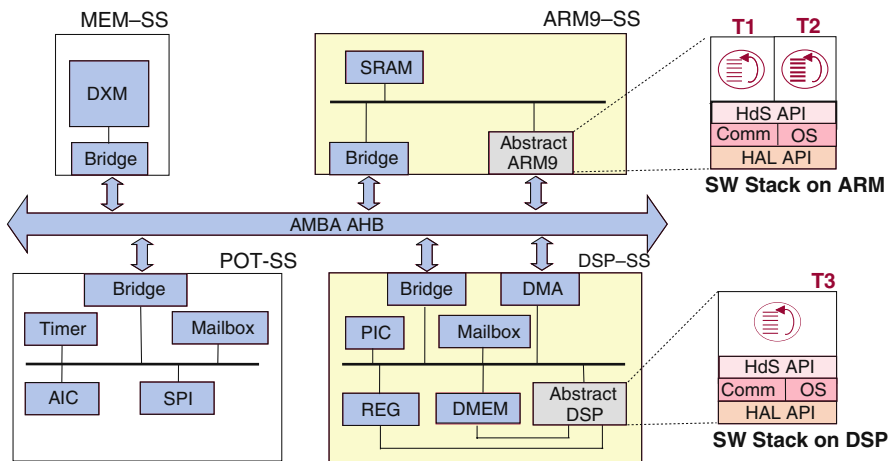 MEM–SS
ARM9–SS
T1 T2
DXM
SRAM
HdS API
Comm OS
HAL API
Bridge
Bridge
Abstract
ARM9
SW Stack on ARM
AMBA AHB
POT-SS
DSP–SS
Bridge
Bridge
DMA
T3
Timer
Mailbox
PIC
Mailbox
AIC
SPI
REG
DMEM
Abstract
DSP
HdS API
Comm OS
HAL API
SW Stack on DSP